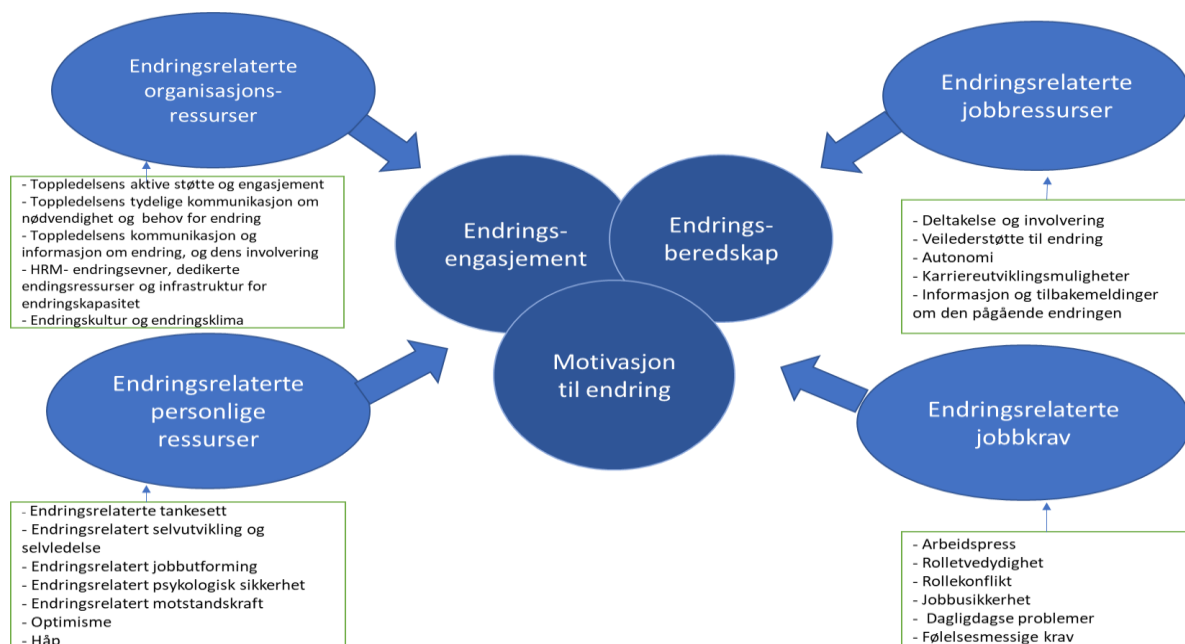 Endringsrelaterte
organisasjons-
ressurser
- Toppledelsens aktive støtte og engasjement
- Toppledelsens tydelige kommunikasjon om
nødvendighet og behov for endring
- Toppledelsens kommunikasjon og
informasjon om endring, og dens involvering
- HRM- endringsevner, dedikerte
endingsressurser og infrastruktur for
endringskapasitet
- Endringskultur og endringsklima
Endringsrelaterte
jobbressurser
- Deltakelse og involvering
- Veilederstøtte til endring
- Autonomi
- Karriereutviklingsmuligheter
- Informasjon og tilbakemeldinger
om den pågående endringen
Endrings-
engasjement
Endrings-
beredskap
Motivasjon
til endring
Endringsrelaterte
personlige
ressurser
- Endringsrelaterte tankesett
- Endringsrelatert selvutvikling og
selvledelse
- Endringsrelatert jobbutforming
- Endringsrelatert psykologisk sikkerhet
- Endringsrelatert motstandskraft
- Optimisme
- Håp
Endringsrelaterte
jobbkrav
- Arbeidspress
- Rolletvedydighet
- Rollekonflikt
- Jobbusikkerhet
- Dagligdagse problemer
- Følelsesmessige krav